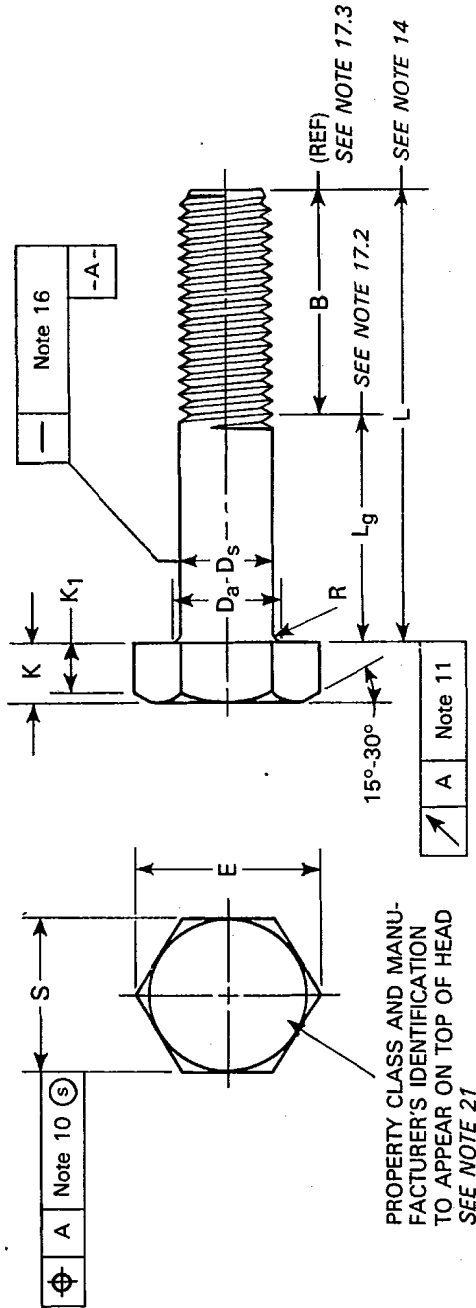 Note 10 Ⓢ
A
S
E
PROPERTY CLASS AND MANU-
FACTURER'S IDENTIFICATION
TO APPEAR ON TOP OF HEAD
SEE NOTE 21
Note 16
-A-
K
K1
Da
Ds
R
15°-30°
A
Note 11
Lg
SEE NOTE 17.2
B
(REF)
SEE NOTE 17.3
L
SEE NOTE 14